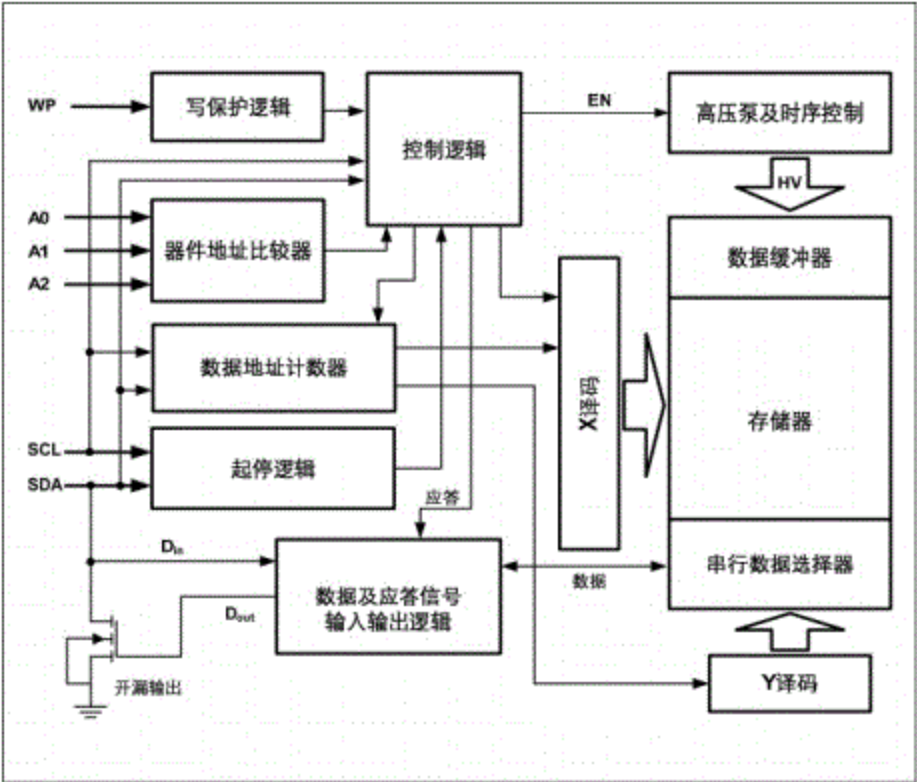 WP
写保护逻辑
控制逻辑
EN
高压泵及时序控制
HV
A0
A1
A2
器件地址比较器
数据缓冲器
数据地址计数器
X译码
存储器
SCL
SDA
起停逻辑
应答
Din
Dout
数据及应答信号
输入输出逻辑
数据
串行数据选择器
开漏输出
Y译码